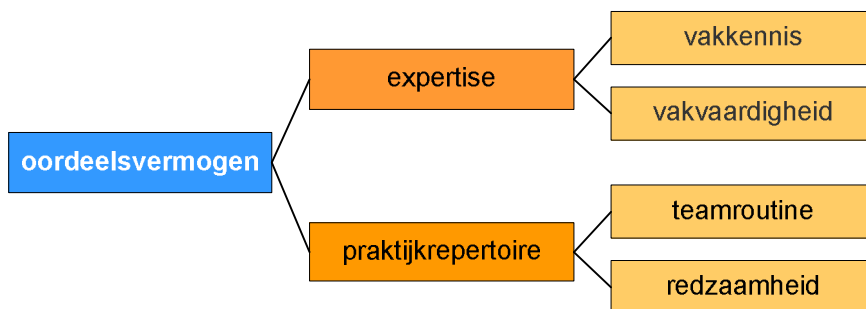 vakkennis
expertise
vakvaardigheid
oordeelsvermogen
teamroutine
praktijkrepertoire
redzaamheid